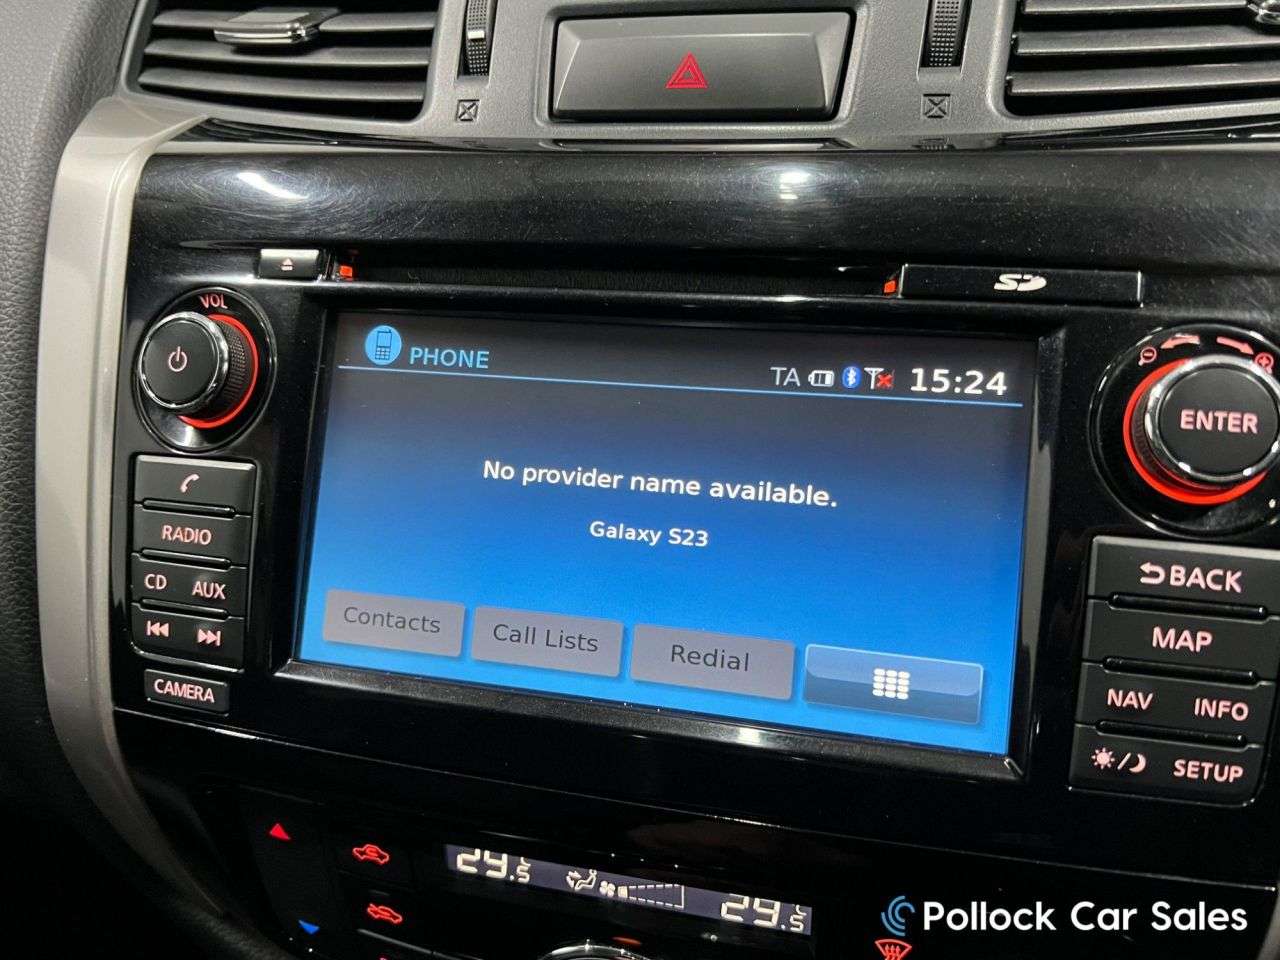 VOL
SD
PHONE
TA 15:24
ENTER
No provider name available.
Galaxy S23
RADIO
CD AUX
CAMERA
Contacts Call Lists Redial
BACK
MAP
NAV INFO
SETUP
29.5°C 29.5°C
Pollock Car Sales